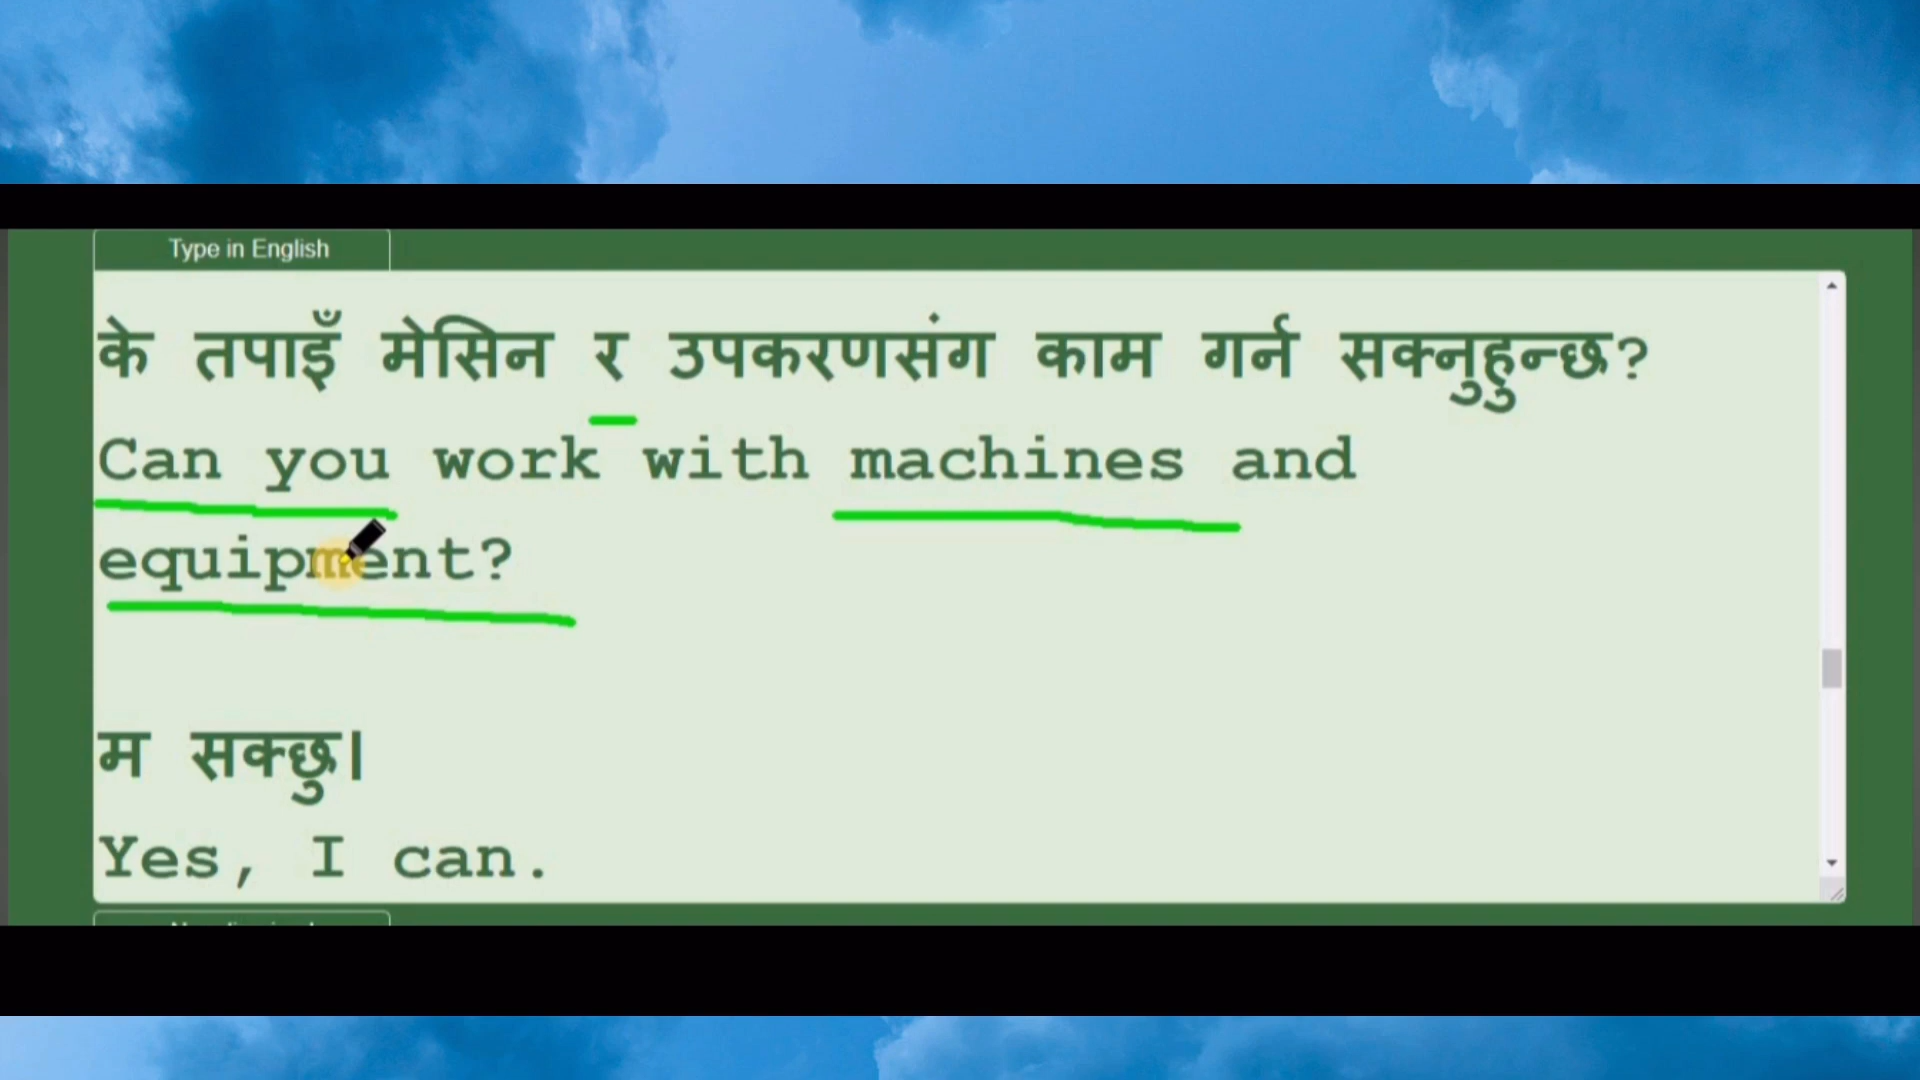 Type in English
के तपाइँ मेसिन र उपकरणसंग काम गर्न सक्नुहुन्छ?
Can you work with machines and
equipment?
म सक्छु।
Yes, I can.